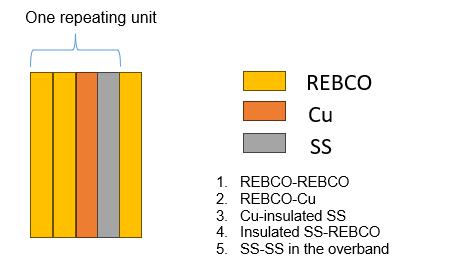 One repeating unit
REBCO
Cu
SS
1. REBCO-REBCO
2. REBCO-Cu
3. Cu-insulated SS
4. Insulated SS-REBCO
5. SS-SS in the overband